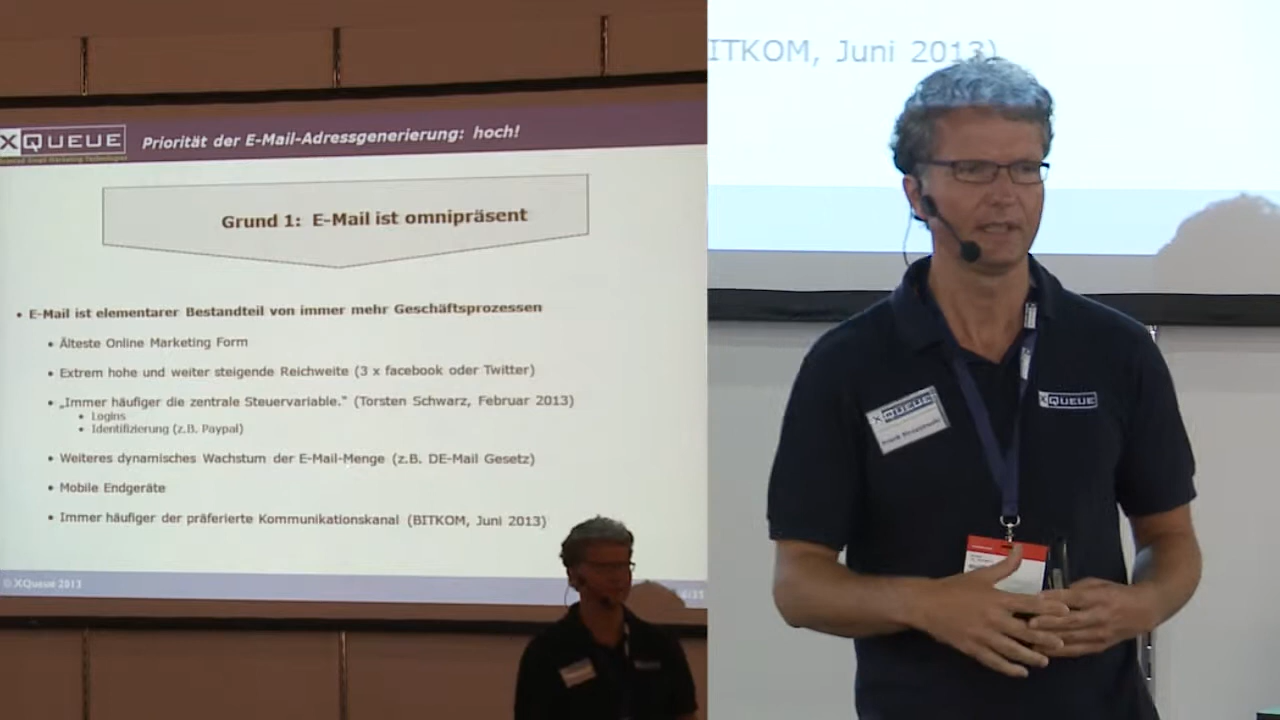 XQUEUE
Priorität der E-Mail-Adressgenerierung: hoch!
Grund 1: E-Mail ist omnipräsent
• E-Mail ist elementarer Bestandteil von immer mehr Geschäftsprozessen
• Älteste Online Marketing Form
• Extrem hohe und weiter steigende Reichweite (3 x facebook oder Twitter)
• „Immer häufiger die zentrale Steuervariable." (Torsten Schwarz, Februar 2013)
• Logins
• Identifizierung (z.B. Paypal)
• Weiteres dynamisches Wachstum der E-Mail-Menge (z.B. DE-Mail Gesetz)
• Mobile Endgeräte
• Immer häufiger der präferierte Kommunikationskanal (BITKOM, Juni 2013)
© XQueue 2013
ITKOM, Juni 2013)
XQUEUE
XQUEUE